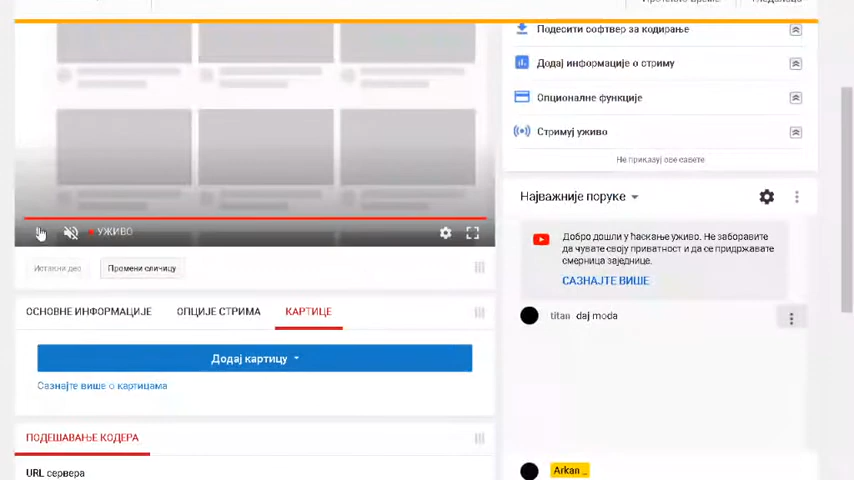 Подесити софтвер за кодирање
Додај информације о стриму
Опционалне функције
Стримуј уживо
Не приказуј ове савете
УЖИВО
Најважније поруке
Добро дошли у ћаскање уживо. Не заборавите
да чувате своју приватност и да се придржавате
смерница заједнице.
САЗНАЈТЕ ВИШЕ
Истакни део
Промени сличицу
ОСНОВНЕ ИНФОРМАЦИЈЕ
ОПЦИЈЕ СТРИМА
КАРТИЦЕ
titan daj moda
Додај картицу
Сазнајте више о картицама
ПОДЕШАВАЊЕ КОДЕРА
URL сервера
Arkan _